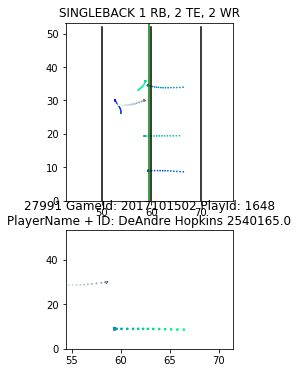 SINGLEBACK 1 RB, 2 TE, 2 WR
50
40
30
20
10
0
50 60 70
27991 GameId: 2017101502 PlayId: 1648
PlayerName + ID: DeAndre Hopkins 2540165.0
40
20
0
55 60 65 70